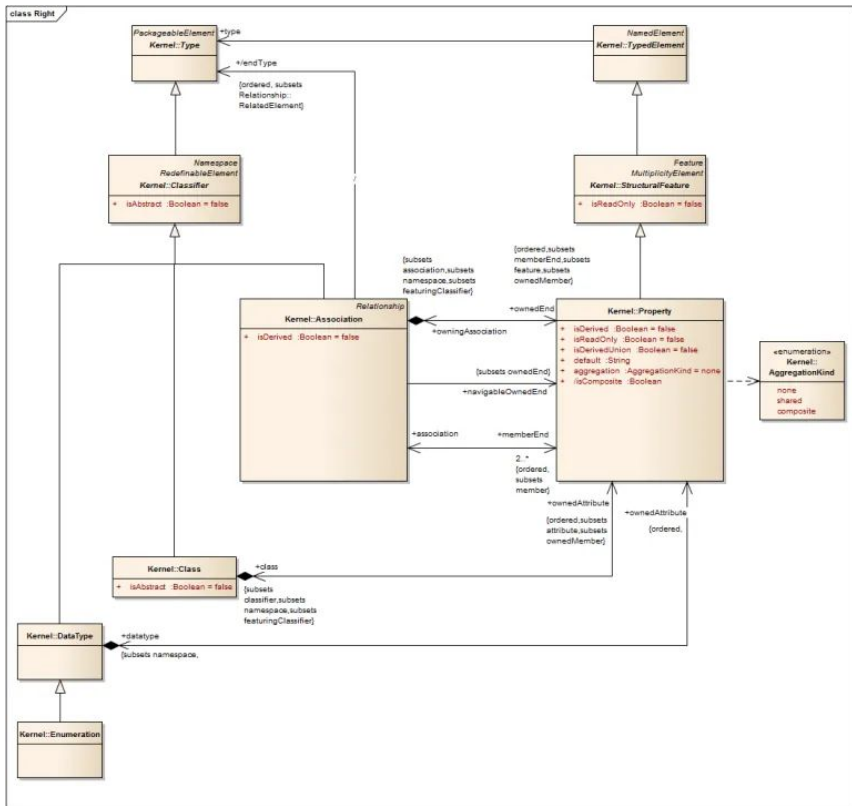 class Right
PackageableElement
Kernel::Type
+type
NamedElement
Kernel::TypedElement
+/endType
{ordered, subsets
Relationship::
RelatedElement}
/
Namespace
RedefinableElement
Kernel::Classifier
+ isAbstract :Boolean = false
Feature
MultiplicityElement
Kernel::StructuralFeature
+ isReadOnly :Boolean = false
{subsets
association,subsets
namespace,subsets
featuringClassifier}
{ordered,subsets
memberEnd,subsets
feature,subsets
ownedMember}
Relationship
Kernel::Association
+ isDerived :Boolean = false
+ownedEnd
+owningAssociation
{subsets ownedEnd}
+navigableOwnedEnd
+association
+memberEnd
2..*
{ordered,
subsets
member}
Kernel::Property
+ isDerived :Boolean = false
+ isReadOnly :Boolean = false
+ isDerivedUnion :Boolean = false
+ default :String
+ aggregation :AggregationKind = none
+ /isComposite :Boolean
«enumeration»
Kernel::
AggregationKind
none
shared
composite
+ownedAttribute
{ordered,subsets
attribute,subsets
ownedMember}
+ownedAttribute
{ordered,
Kernel::Class
+ isAbstract :Boolean = false
+class
{subsets
classifier,subsets
namespace,subsets
featuringClassifier}
Kernel::DataType
+datatype
{subsets namespace,
Kernel::Enumeration